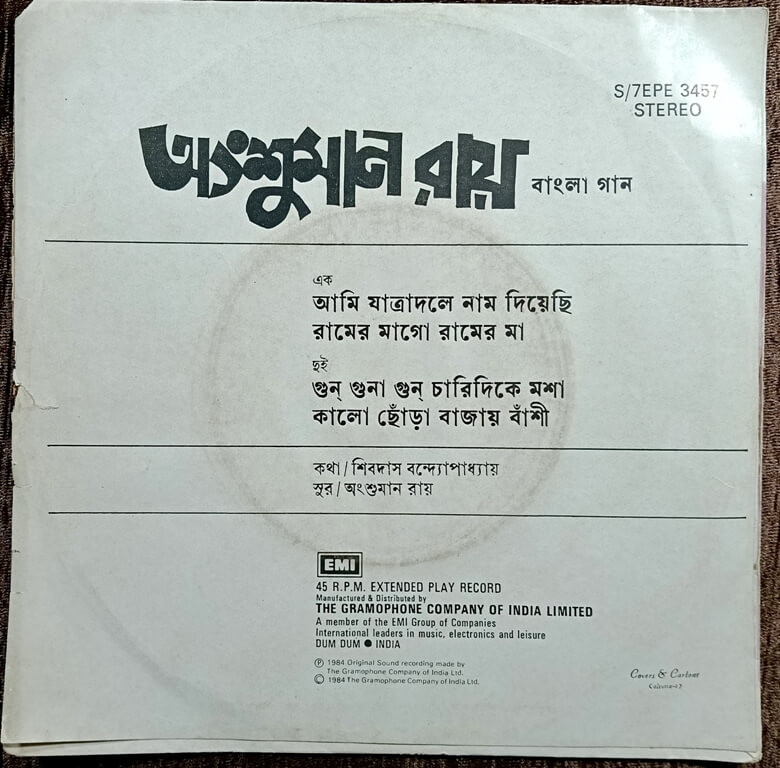 S/7EPE 3457
STEREO
অংশুমান রায় বাংলা গান
এক
আমি যাত্রাদলে নাম দিয়েছি
রামের মাগো রামের মা
দুই
গুন্ গুনা গুন্ চারিদিকে মশা
কালো ছোঁড়া বাজায় বাঁশী
কথা/শিবদাস বন্দ্যোপাধ্যায়
সুর/অংশুমান রায়
EMI
45 R.P.M. EXTENDED PLAY RECORD
Manufactured & Distributed by
THE GRAMOPHONE COMPANY OF INDIA LIMITED
A member of the EMI Group of Companies
International leaders in music, electronics and leisure
DUM DUM ● INDIA
Ⓟ 1984 Original Sound recording made by
The Gramophone Company of India Ltd.
© 1984 The Gramophone Company of India Ltd.
Covers & Cartons